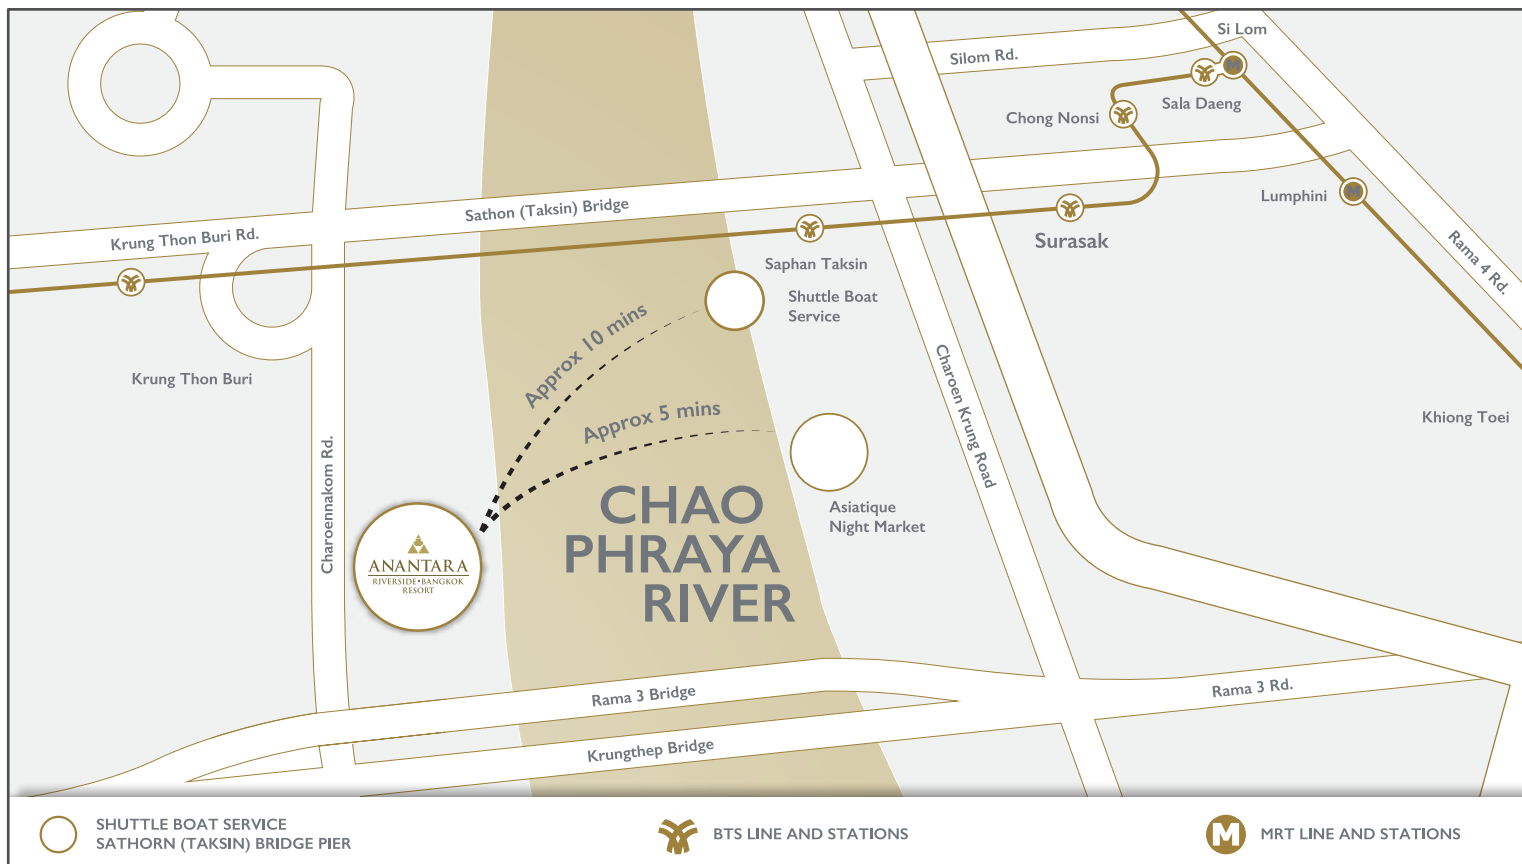 Si Lom
Silom Rd.
Sala Daeng
Chong Nonsi
Lumphini
M
M
Sathon (Taksin) Bridge
Krung Thon Buri Rd.
Surasak
Rama 4 Rd.
Saphan Taksin
Shuttle Boat
Service
Approx 10 mins
Krung Thon Buri
Approx 5 mins
Charoen Krung Road
Khiong Toei
Charoennakorn Rd.
CHAO
PHRAYA
RIVER
Asiatique
Night Market
ANANTARA
RIVERSIDE•BANGKOK
RESORT
Rama 3 Bridge
Rama 3 Rd.
Krungthep Bridge
SHUTTLE BOAT SERVICE
SATHORN (TAKSIN) BRIDGE PIER
BTS LINE AND STATIONS
M
MRT LINE AND STATIONS